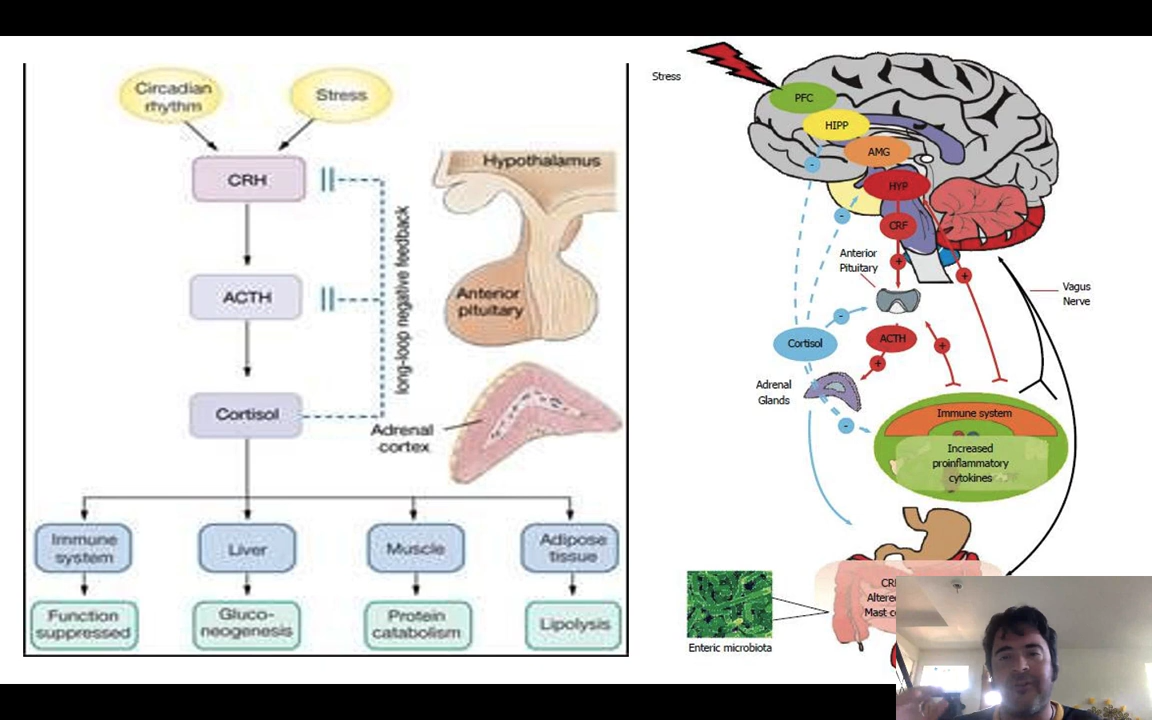 Circadian
rhythm
Stress
CRH
ACTH
Cortisol
long-loop negative feedback
Hypothalamus
Anterior
pituitary
Adrenal
cortex
Immune
system
Liver
Muscle
Adipose
tissue
Function
suppressed
Gluco-
neogenesis
Protein
catabolism
Lipolysis
Stress
PFC
HIPP
AMG
HYP
CRF
-
-
+
+
Anterior
Pituitary
Vagus
Nerve
-
Cortisol
ACTH
+
+
Adrenal
Glands
-
Immune system
Increased
proinflammatory
cytokines
Altere
Mast c
Enteric microbiota